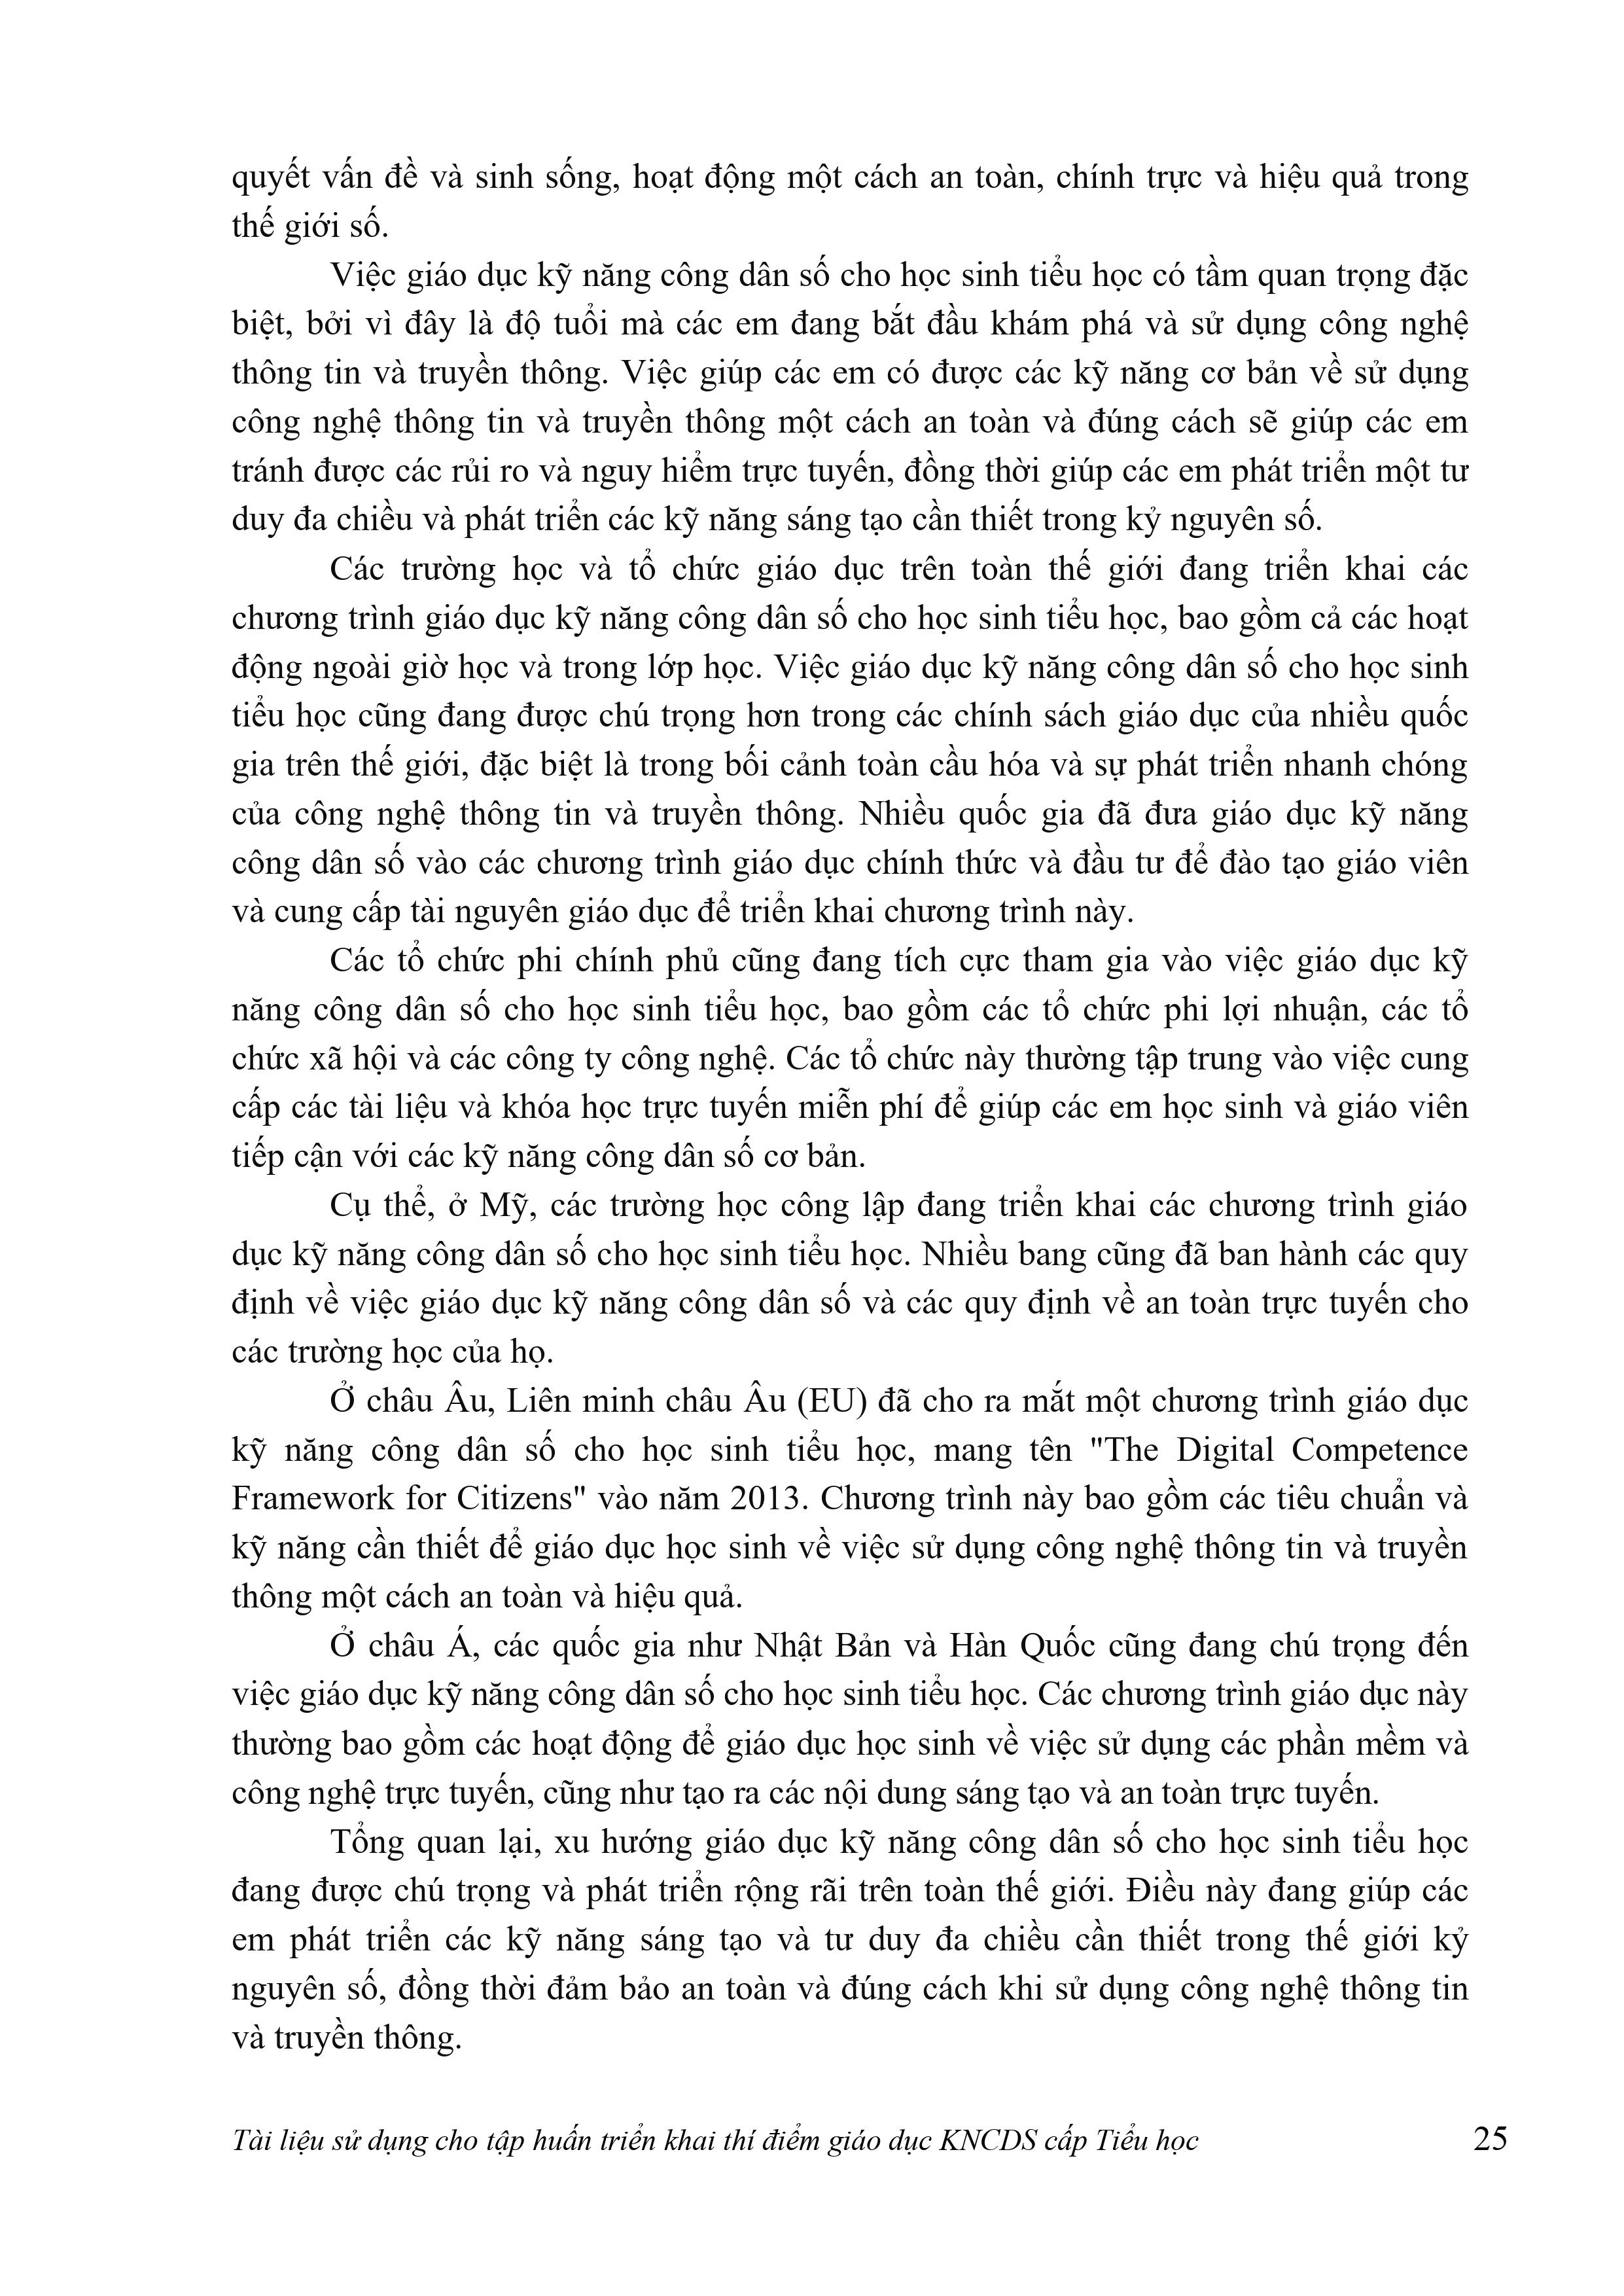 quyết vấn đề và sinh sống, hoạt động một cách an toàn, chính trực và hiệu quả trong
thế giới số.
Việc giáo dục kỹ năng công dân số cho học sinh tiểu học có tầm quan trọng đặc
biệt, bởi vì đây là độ tuổi mà các em đang bắt đầu khám phá và sử dụng công nghệ
thông tin và truyền thông. Việc giúp các em có được các kỹ năng cơ bản về sử dụng
công nghệ thông tin và truyền thông một cách an toàn và đúng cách sẽ giúp các em
tránh được các rủi ro và nguy hiểm trực tuyến, đồng thời giúp các em phát triển một tư
duy đa chiều và phát triển các kỹ năng sáng tạo cần thiết trong kỷ nguyên số.
Các trường học và tổ chức giáo dục trên toàn thế giới đang triển khai các
chương trình giáo dục kỹ năng công dân số cho học sinh tiểu học, bao gồm cả các hoạt
động ngoài giờ học và trong lớp học. Việc giáo dục kỹ năng công dân số cho học sinh
tiểu học cũng đang được chú trọng hơn trong các chính sách giáo dục của nhiều quốc
gia trên thế giới, đặc biệt là trong bối cảnh toàn cầu hóa và sự phát triển nhanh chóng
của công nghệ thông tin và truyền thông. Nhiều quốc gia đã đưa giáo dục kỹ năng
công dân số vào các chương trình giáo dục chính thức và đầu tư để đào tạo giáo viên
và cung cấp tài nguyên giáo dục để triển khai chương trình này.
Các tổ chức phi chính phủ cũng đang tích cực tham gia vào việc giáo dục kỹ
năng công dân số cho học sinh tiểu học, bao gồm các tổ chức phi lợi nhuận, các tổ
chức xã hội và các công ty công nghệ. Các tổ chức này thường tập trung vào việc cung
cấp các tài liệu và khóa học trực tuyến miễn phí để giúp các em học sinh và giáo viên
tiếp cận với các kỹ năng công dân số cơ bản.
Cụ thể, ở Mỹ, các trường học công lập đang triển khai các chương trình giáo
dục kỹ năng công dân số cho học sinh tiểu học. Nhiều bang cũng đã ban hành các quy
định về việc giáo dục kỹ năng công dân số và các quy định về an toàn trực tuyến cho
các trường học của họ.
Ở châu Âu, Liên minh châu Âu (EU) đã cho ra mắt một chương trình giáo dục
kỹ năng công dân số cho học sinh tiểu học, mang tên "The Digital Competence
Framework for Citizens" vào năm 2013. Chương trình này bao gồm các tiêu chuẩn và
kỹ năng cần thiết để giáo dục học sinh về việc sử dụng công nghệ thông tin và truyền
thông một cách an toàn và hiệu quả.
Ở châu Á, các quốc gia như Nhật Bản và Hàn Quốc cũng đang chú trọng đến
việc giáo dục kỹ năng công dân số cho học sinh tiểu học. Các chương trình giáo dục này
thường bao gồm các hoạt động để giáo dục học sinh về việc sử dụng các phần mềm và
công nghệ trực tuyến, cũng như tạo ra các nội dung sáng tạo và an toàn trực tuyến.
Tổng quan lại, xu hướng giáo dục kỹ năng công dân số cho học sinh tiểu học
đang được chú trọng và phát triển rộng rãi trên toàn thế giới. Điều này đang giúp các
em phát triển các kỹ năng sáng tạo và tư duy đa chiều cần thiết trong thế giới kỷ
nguyên số, đồng thời đảm bảo an toàn và đúng cách khi sử dụng công nghệ thông tin
và truyền thông.
Tài liệu sử dụng cho tập huấn triển khai thí điểm giáo dục KNCDS cấp Tiểu học 25